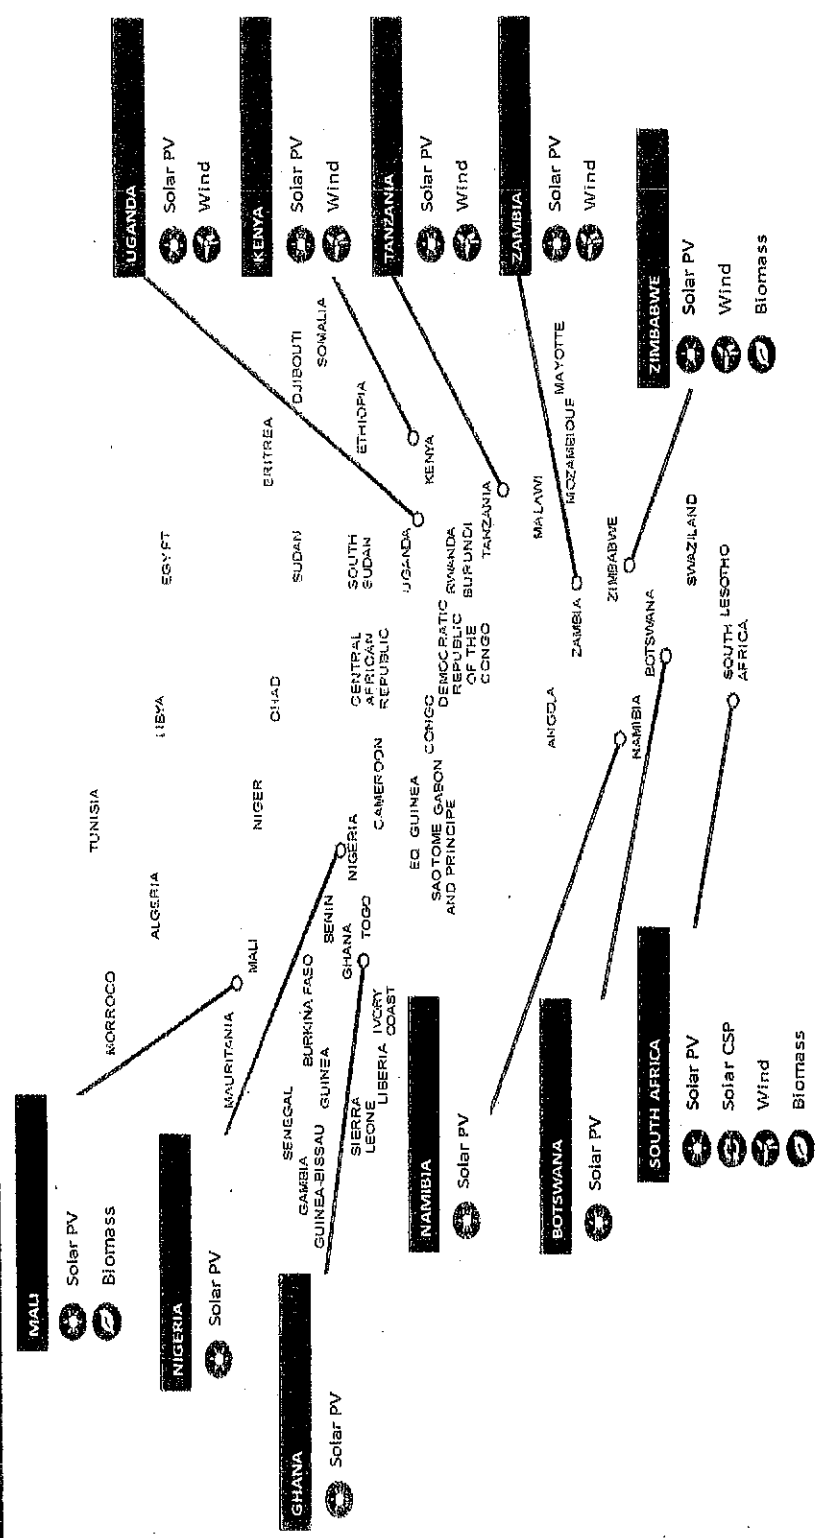 MALI
Solar PV
Biomass
NIGERIA
Solar PV
GHANA
Solar PV
NAMIBIA
Solar PV
BOTSWANA
Solar PV
SOUTH AFRICA
Solar PV
Solar CSP
Wind
Biomass
MORROCO
TUNISIA
ALGERIA
LIBYA
EGYPT
MAURITANIA
MALI
NIGER
CHAD
SUDAN
ERITREA
DJIBOUTI
SOMALIA
SENEGAL
GAMBIA
GUINEA-BISSAU
GUINEA
BURKINA FASO
SIERRA
LEONE
LIBERIA
IVORY
COAST
GHANA
TOGO
BENIN
NIGERIA
CAMEROON
CENTRAL
AFRICAN
REPUBLIC
SOUTH
SUDAN
ETHIOPIA
EQ. GUINEA
SAO TOME
AND PRINCIPE
GABON
CONGO
DEMOCRATIC
REPUBLIC
OF THE
CONGO
UGANDA
RWANDA
BURUNDI
KENYA
TANZANIA
ANGOLA
ZAMBIA
MALAWI
MOZAMBIQUE
MAYOTTE
NAMIBIA
BOTSWANA
ZIMBABWE
SWAZILAND
SOUTH
AFRICA
LESOTHO
UGANDA
Solar PV
Wind
KENYA
Solar PV
Wind
TANZANIA
Solar PV
Wind
ZAMBIA
Solar PV
Wind
ZIMBABWE
Solar PV
Wind
Biomass